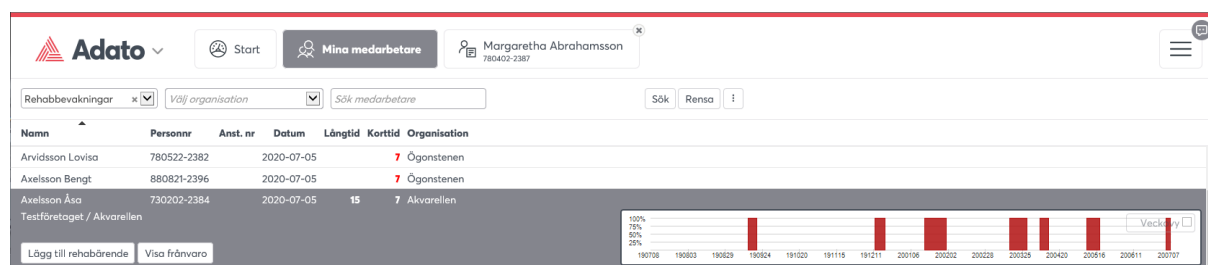 Adato
Start
Mina medarbetare
Margaretha Abrahamsson
780402-2387
Rehabbevakningar
Välj organisation
Sök medarbetare
Sök
Rensa
Namn Personnr Anst. nr Datum Långtid Korttid Organisation
Arvidsson Lovisa 780522-2382 2020-07-05 7 Ögonstenen
Axelsson Bengt 880821-2396 2020-07-05 7 Ögonstenen
Axelsson Åsa 730202-2384 2020-07-05 15 7 Akvarellen
Testföretaget / Akvarellen
Lägg till rehabärende
Visa frånvaro
100%
75%
50%
25%
Veckovy
190708 190803 190829 190924 191020 191115 191211 200106 200202 200228 200325 200420 200516 200611 200707